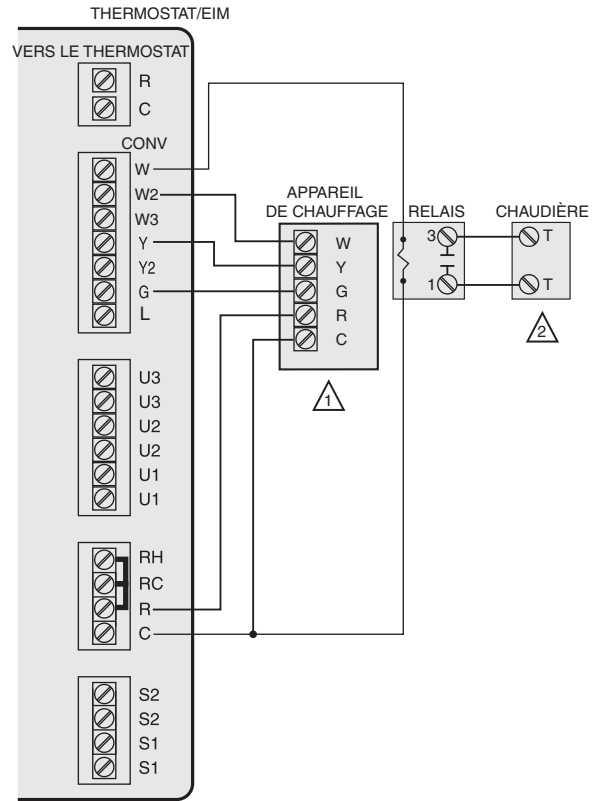 THERMOSTAT/EIM
VERS LE THERMOSTAT
R
C
CONV
W
W2
W3
Y
Y2
G
L
U3
U3
U2
U2
U1
U1
RH
RC
R
C
S2
S2
S1
S1
APPAREIL
DE CHAUFFAGE
W
Y
G
R
C
1
RELAIS
3
1
CHAUDIÈRE
T
T
2